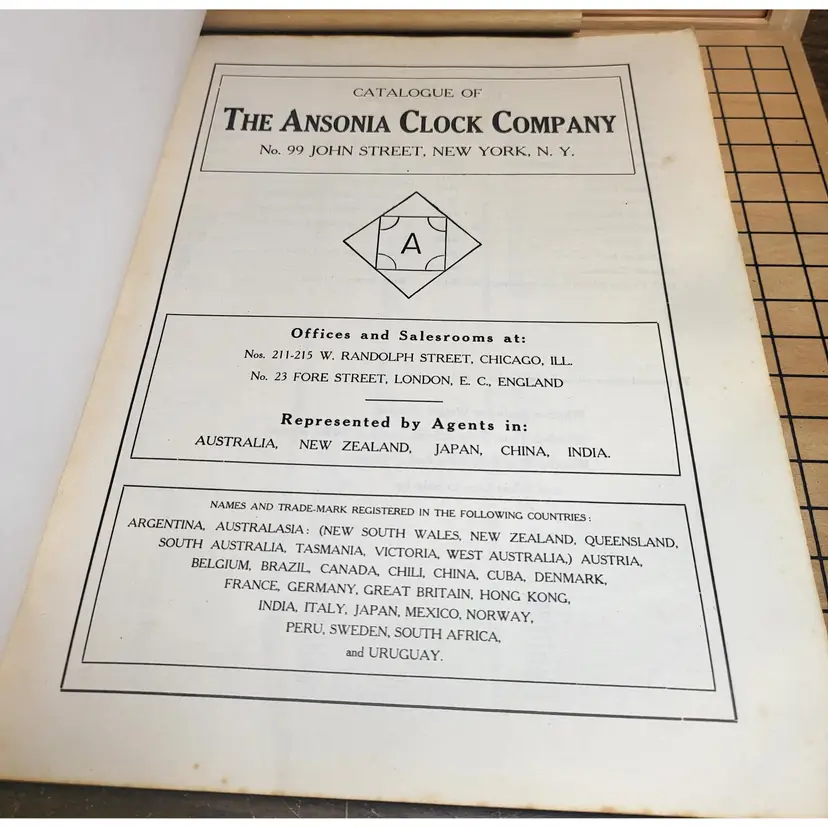 CATALOGUE OF
THE ANSONIA CLOCK COMPANY
No. 99 JOHN STREET, NEW YORK, N. Y.
A
Offices and Salesrooms at:
Nos. 211-215 W. RANDOLPH STREET, CHICAGO, ILL.
No. 23 FORE STREET, LONDON, E. C., ENGLAND
Represented by Agents in:
AUSTRALIA, NEW ZEALAND, JAPAN, CHINA, INDIA.
NAMES AND TRADE-MARK REGISTERED IN THE FOLLOWING COUNTRIES:
ARGENTINA, AUSTRALASIA: (NEW SOUTH WALES, NEW ZEALAND, QUEENSLAND,
SOUTH AUSTRALIA, TASMANIA, VICTORIA, WEST AUSTRALIA,) AUSTRIA,
BELGIUM, BRAZIL, CANADA, CHILI, CHINA, CUBA, DENMARK,
FRANCE, GERMANY, GREAT BRITAIN, HONG KONG,
INDIA, ITALY, JAPAN, MEXICO, NORWAY,
PERU, SWEDEN, SOUTH AFRICA,
and URUGUAY.